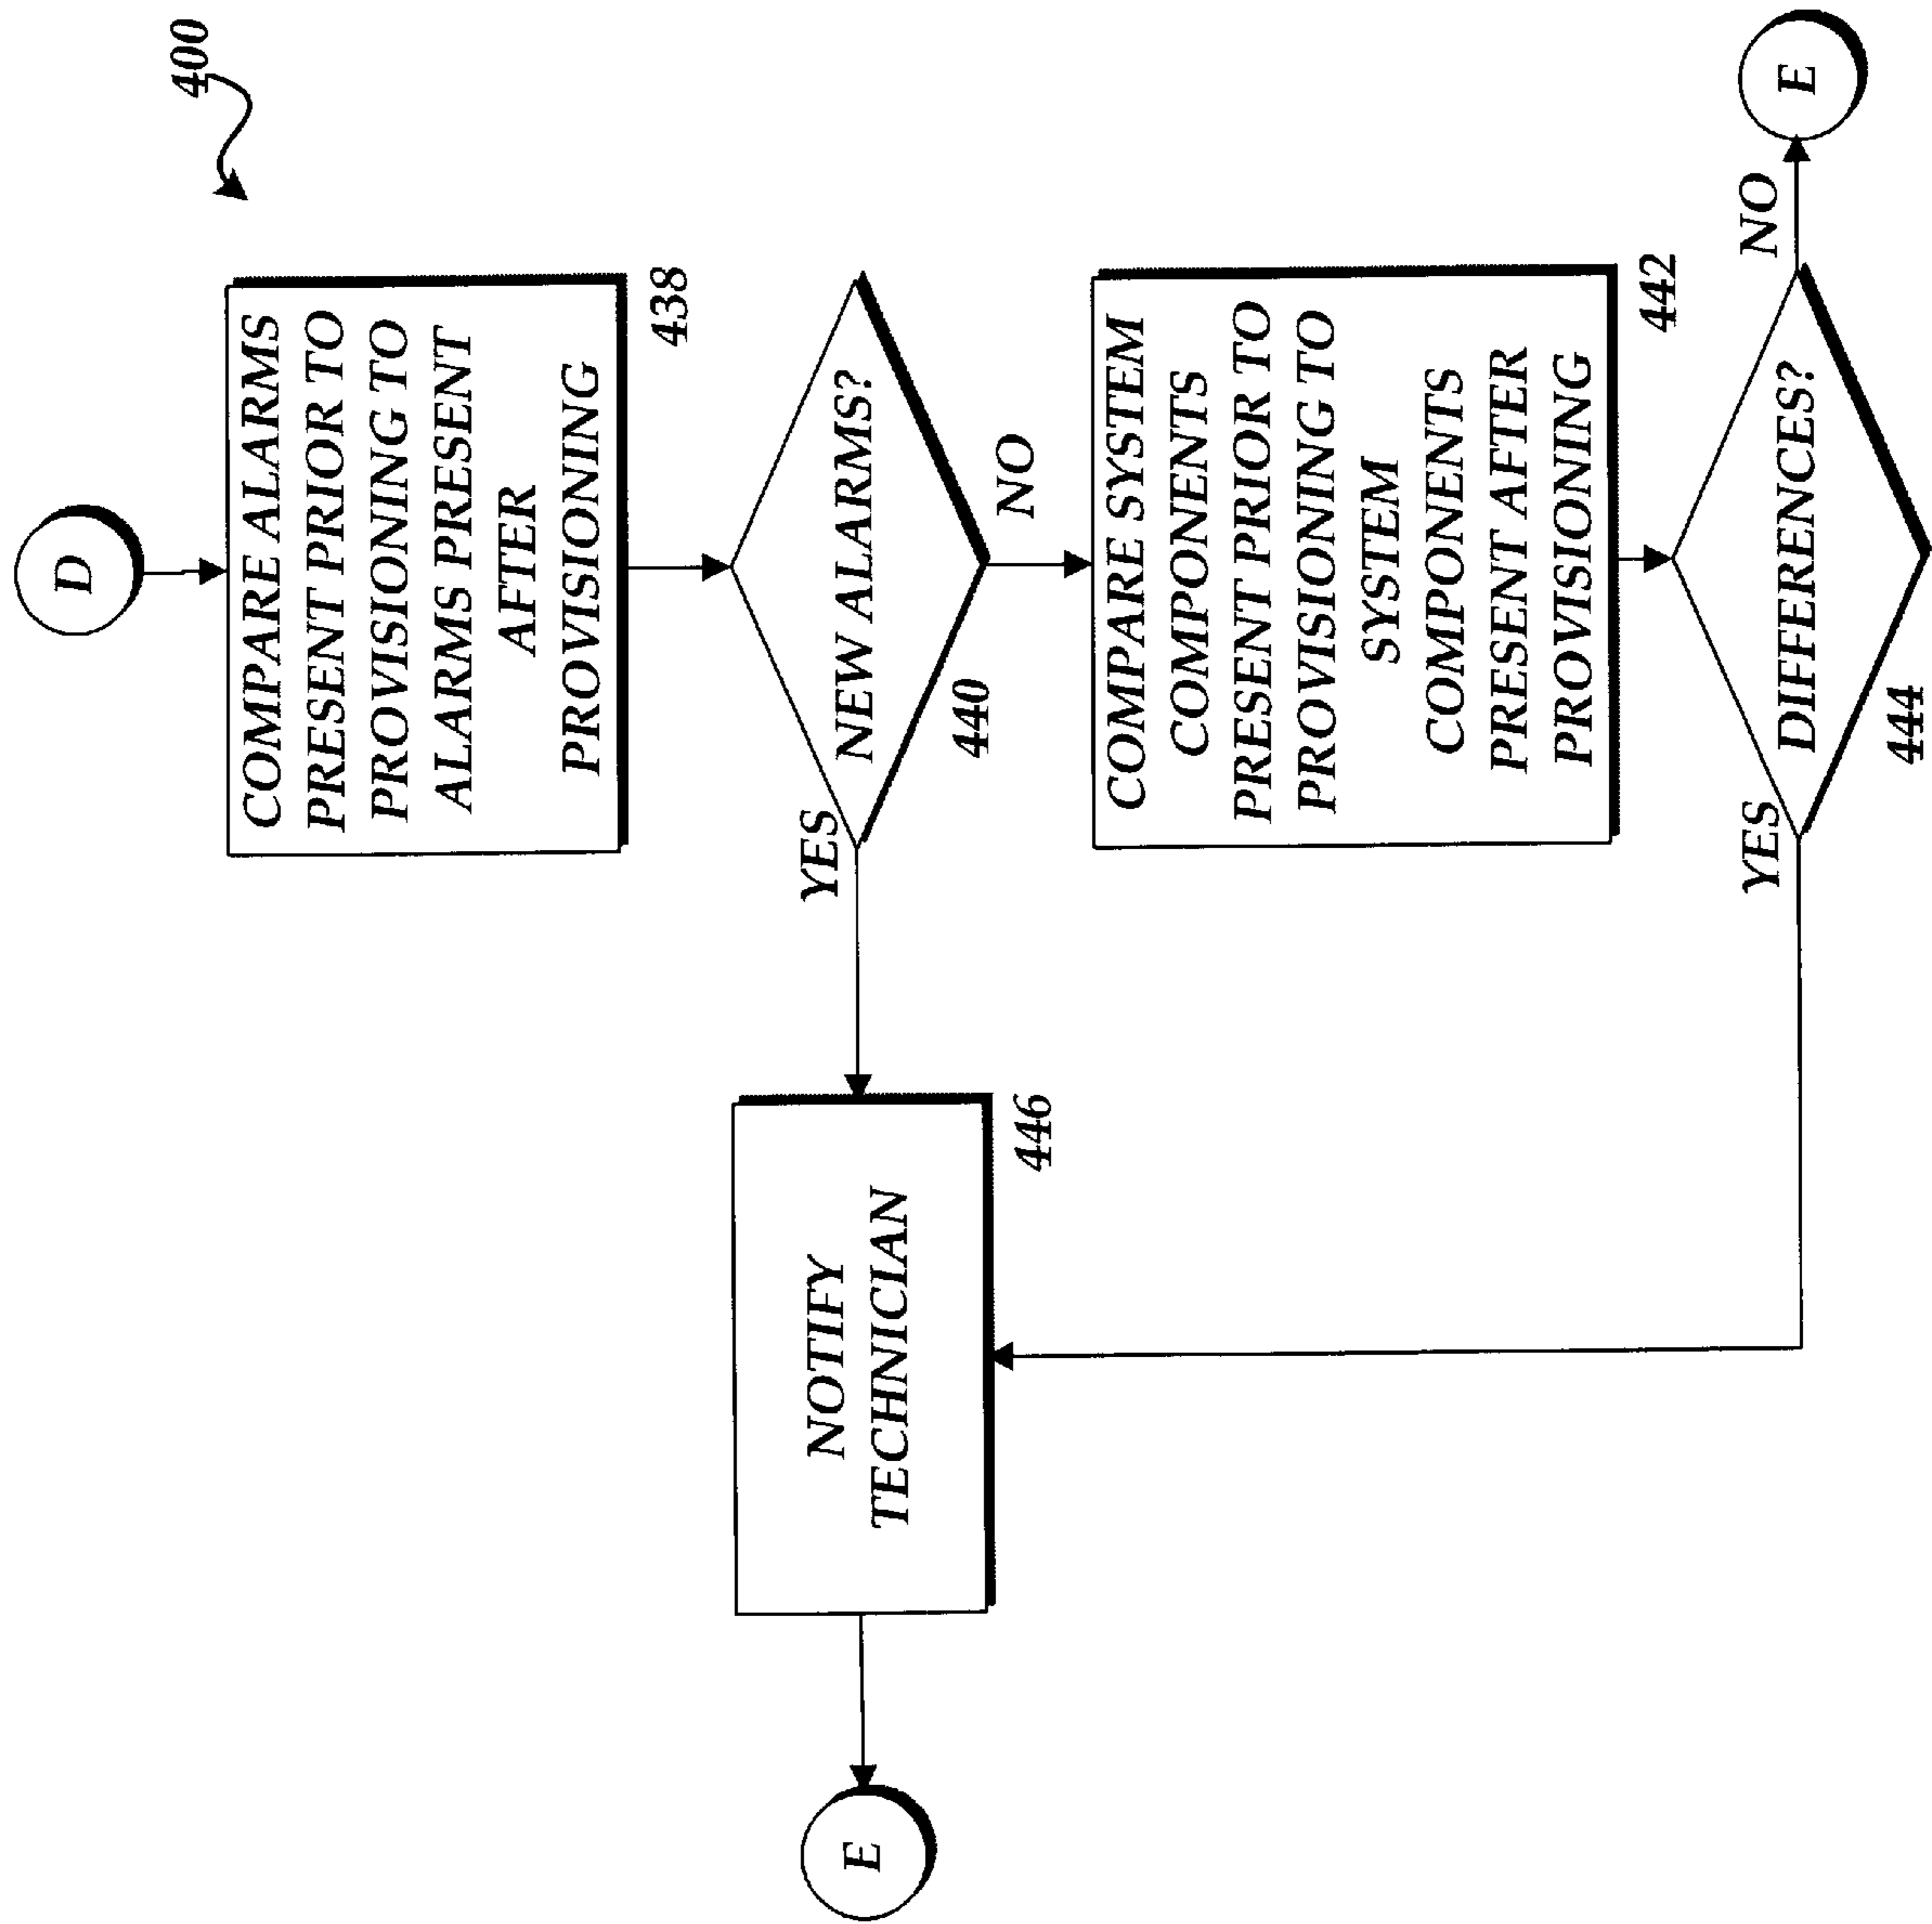 D
400
COMPARE ALARMS
PRESENT PRIOR TO
PROVISIONING TO
ALARMS PRESENT
AFTER
PROVISIONING
438
NEW ALARMS?
440
YES
NO
NOTIFY
TECHNICIAN
446
E
COMPARE SYSTEM
COMPONENTS
PRESENT PRIOR TO
PROVISIONING TO
SYSTEM
COMPONENTS
PRESENT AFTER
PROVISIONING
442
DIFFERENCES?
444
YES
NO
E